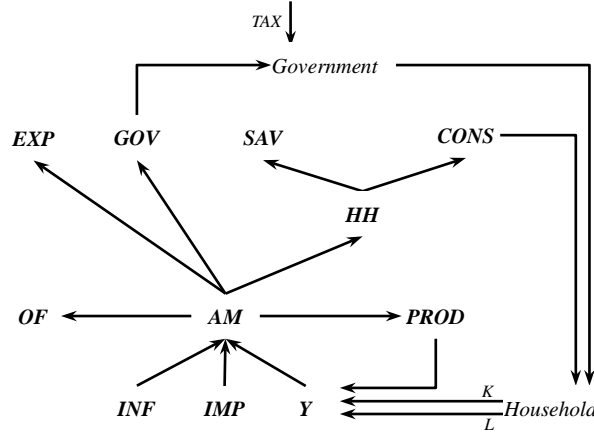 TAX
Government
EXP GOV SAV CONS
HH
OF AM PROD
K
INF IMP Y Household
L